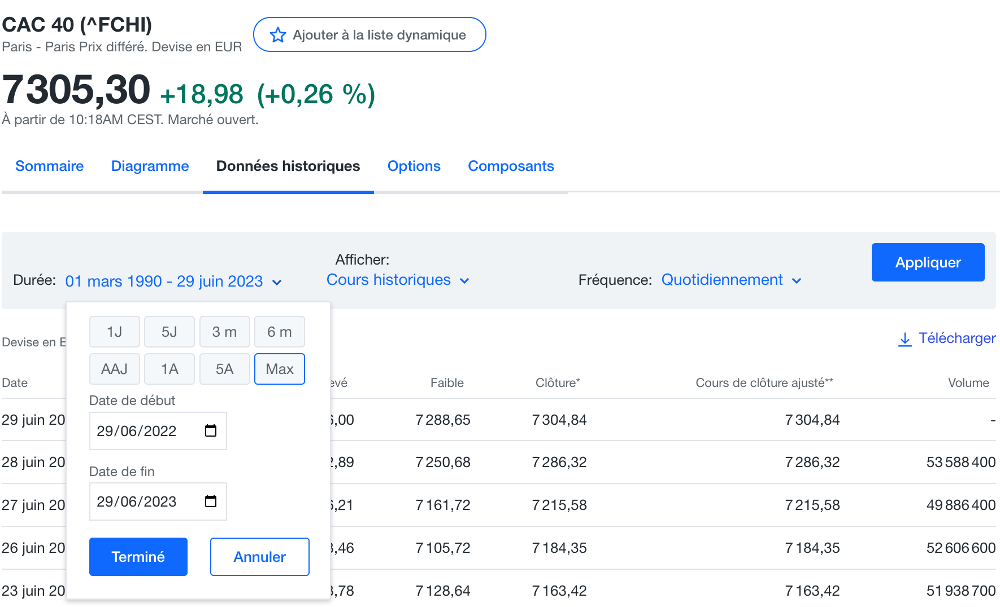 CAC 40 (^FCHI)
Paris - Paris Prix différé. Devise en EUR
Ajouter à la liste dynamique
7305,30 +18,98 (+0,26 %)
À partir de 10:18AM CEST. Marché ouvert.
Sommaire Diagramme Données historiques Options Composants
Durée: 01 mars 1990 - 29 juin 2023
Afficher:
Cours historiques
Fréquence: Quotidiennement
Appliquer
1J 5J 3 m 6 m
AAJ 1A 5A Max
Date de début
29/06/2022
Date de fin
29/06/2023
Terminé Annuler
Devise en
Télécharger
Date Faible Clôture* Cours de clôture ajusté** Volume
29 juin 20 ,00 7 288,65 7 304,84 7 304,84 -
28 juin 20 ,89 7 250,68 7 286,32 7 286,32 53 588 400
27 juin 20 ,21 7 161,72 7 215,58 7 215,58 49 886 400
26 juin 20 ,46 7 105,72 7 184,35 7 184,35 52 606 600
23 juin 20 ,78 7 128,64 7 163,42 7 163,42 51 938 700